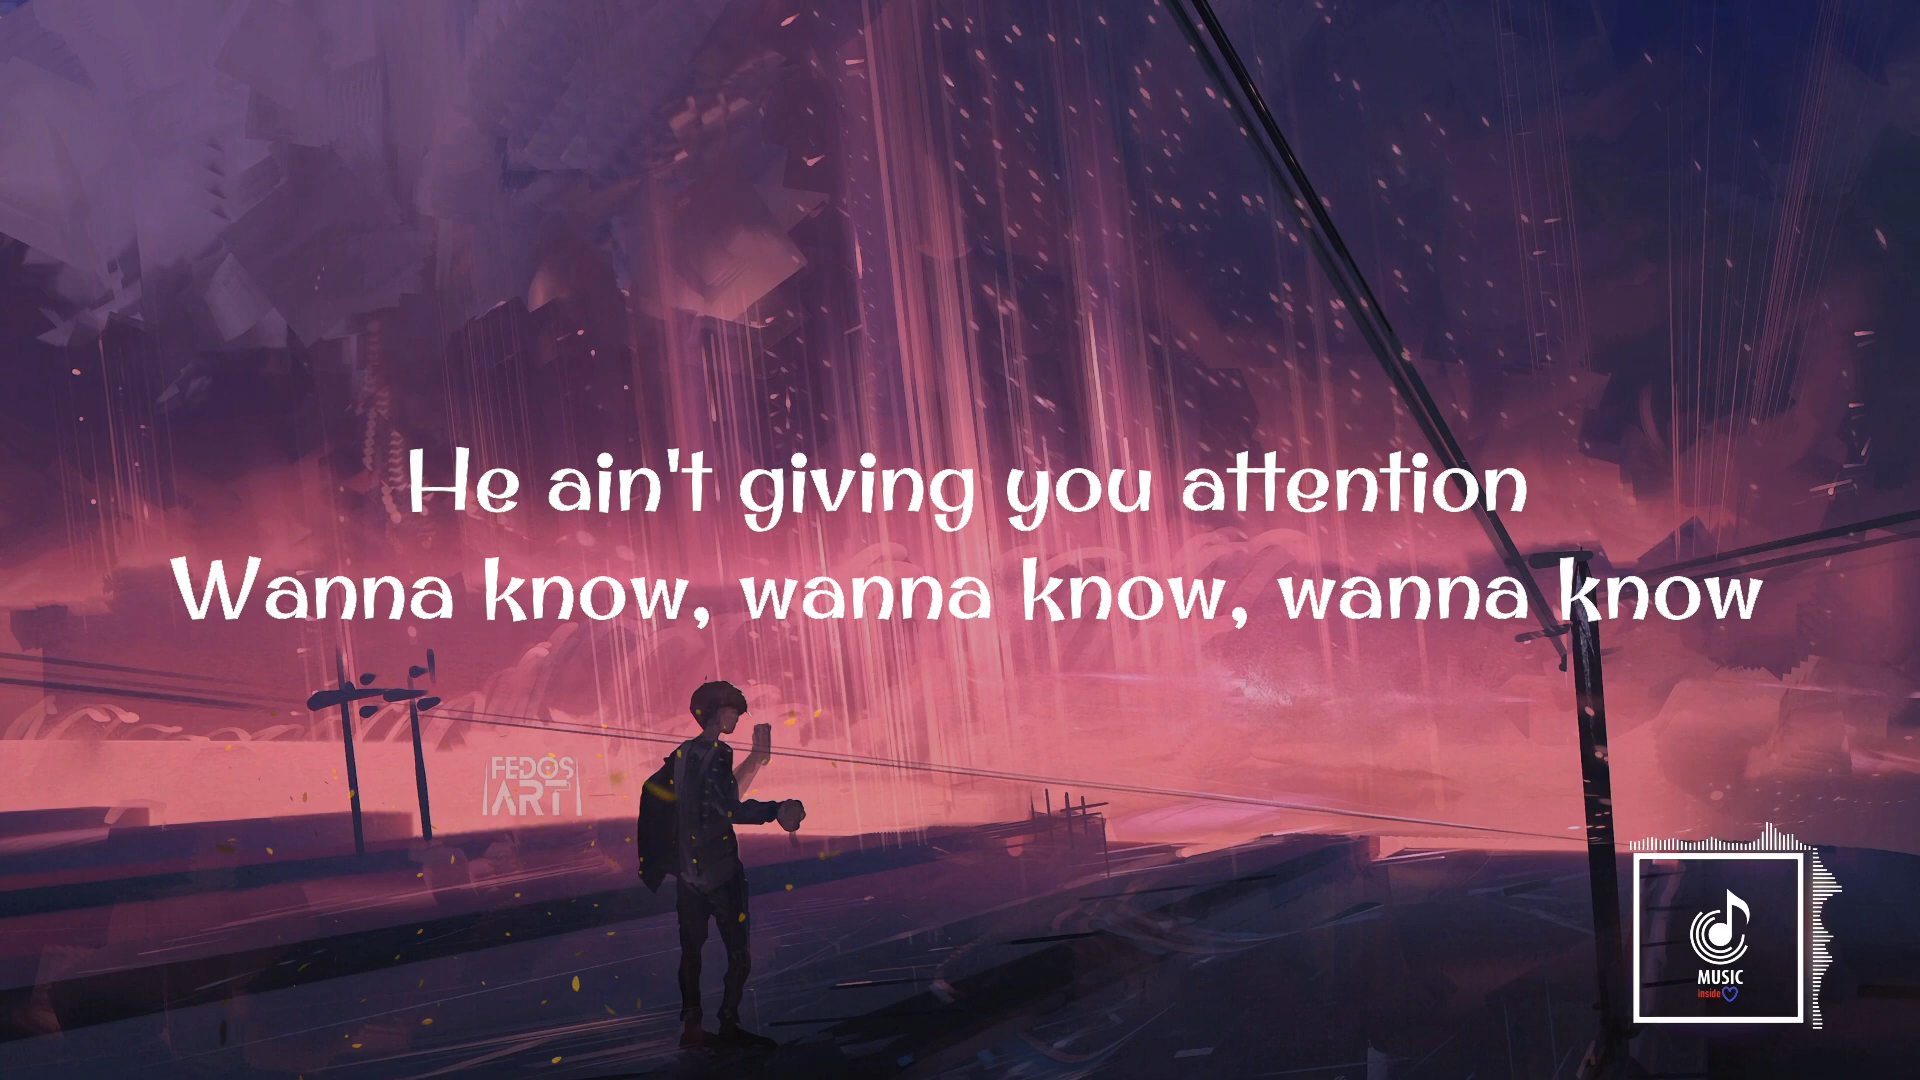 He ain't giving you attention
Wanna know, wanna know, wanna know
FEDOS
ART
MUSIC
inside